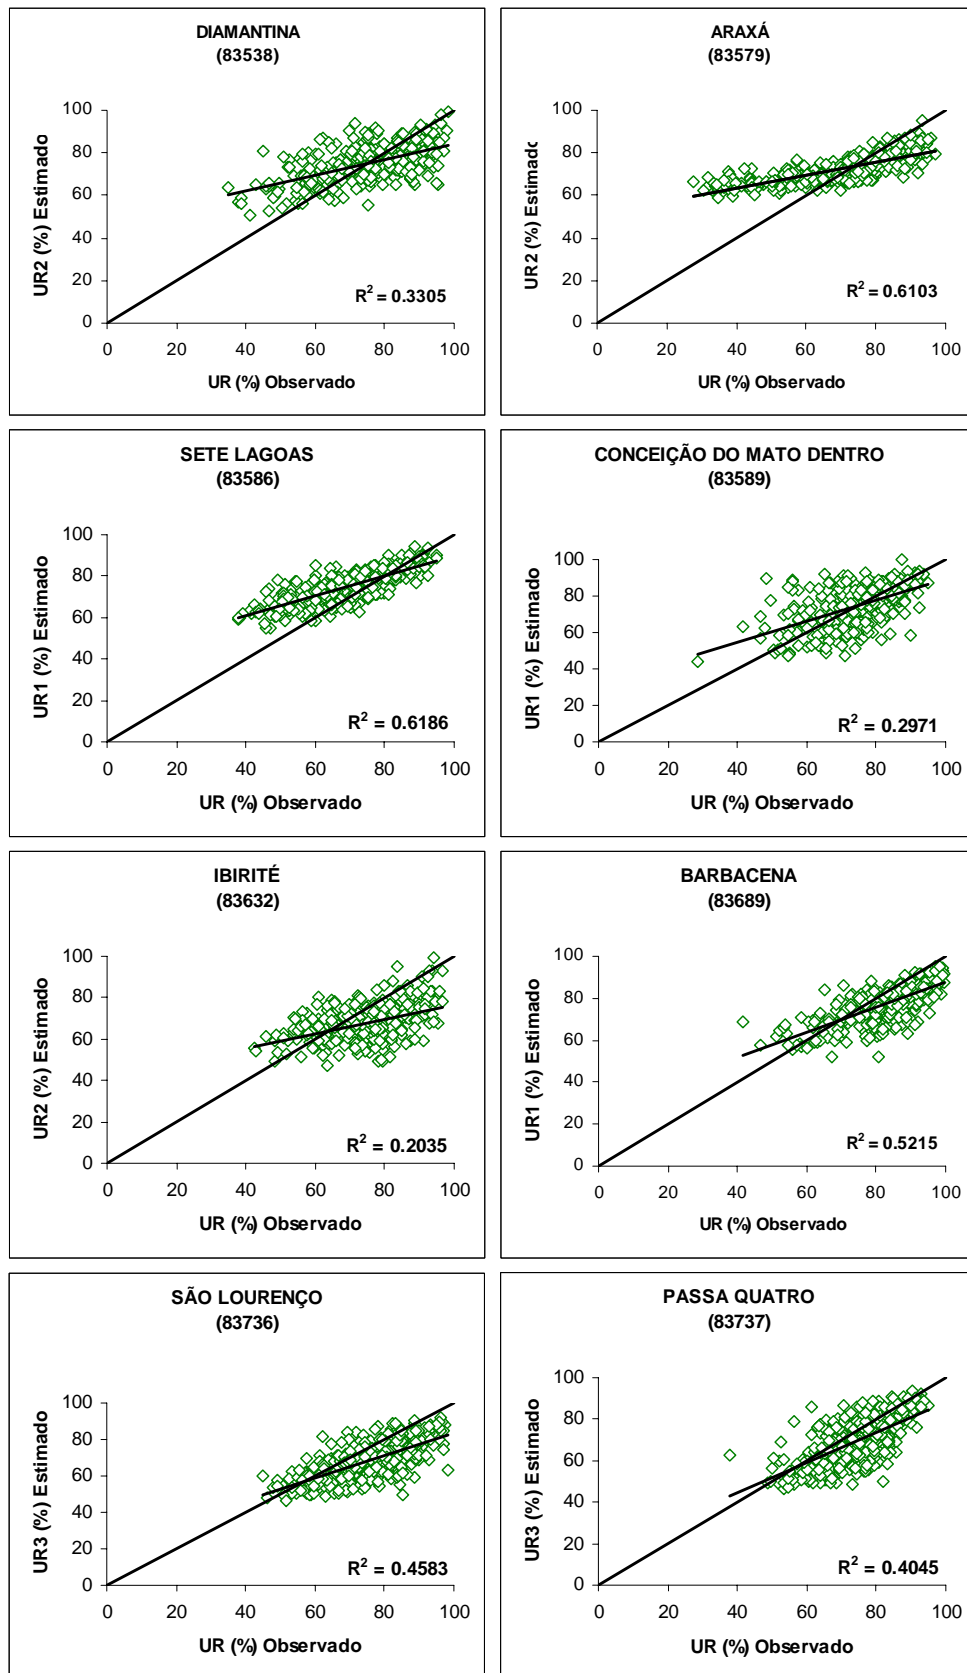 DIAMANTINA
(83538)
UR2 (%) Estimado
100
80
60
40
20
0
R² = 0.3305
0 20 40 60 80 100
UR (%) Observado
ARAXÁ
(83579)
UR2 (%) Estimado
100
80
60
40
20
0
R² = 0.6103
0 20 40 60 80 100
UR (%) Observado
SETE LAGOAS
(83586)
UR1 (%) Estimado
100
80
60
40
20
0
R² = 0.6186
0 20 40 60 80 100
UR (%) Observado
CONCEIÇÃO DO MATO DENTRO
(83589)
UR1 (%) Estimado
100
80
60
40
20
0
R² = 0.2971
0 20 40 60 80 100
UR (%) Observado
IBIRITÉ
(83632)
UR2 (%) Estimado
100
80
60
40
20
0
R² = 0.2035
0 20 40 60 80 100
UR (%) Observado
BARBACENA
(83689)
UR1 (%) Estimado
100
80
60
40
20
0
R² = 0.5215
0 20 40 60 80 100
UR (%) Observado
SÃO LOURENÇO
(83736)
UR3 (%) Estimado
100
80
60
40
20
0
R² = 0.4583
0 20 40 60 80 100
UR (%) Observado
PASSA QUATRO
(83737)
UR3 (%) Estimado
100
80
60
40
20
0
R² = 0.4045
0 20 40 60 80 100
UR (%) Observado